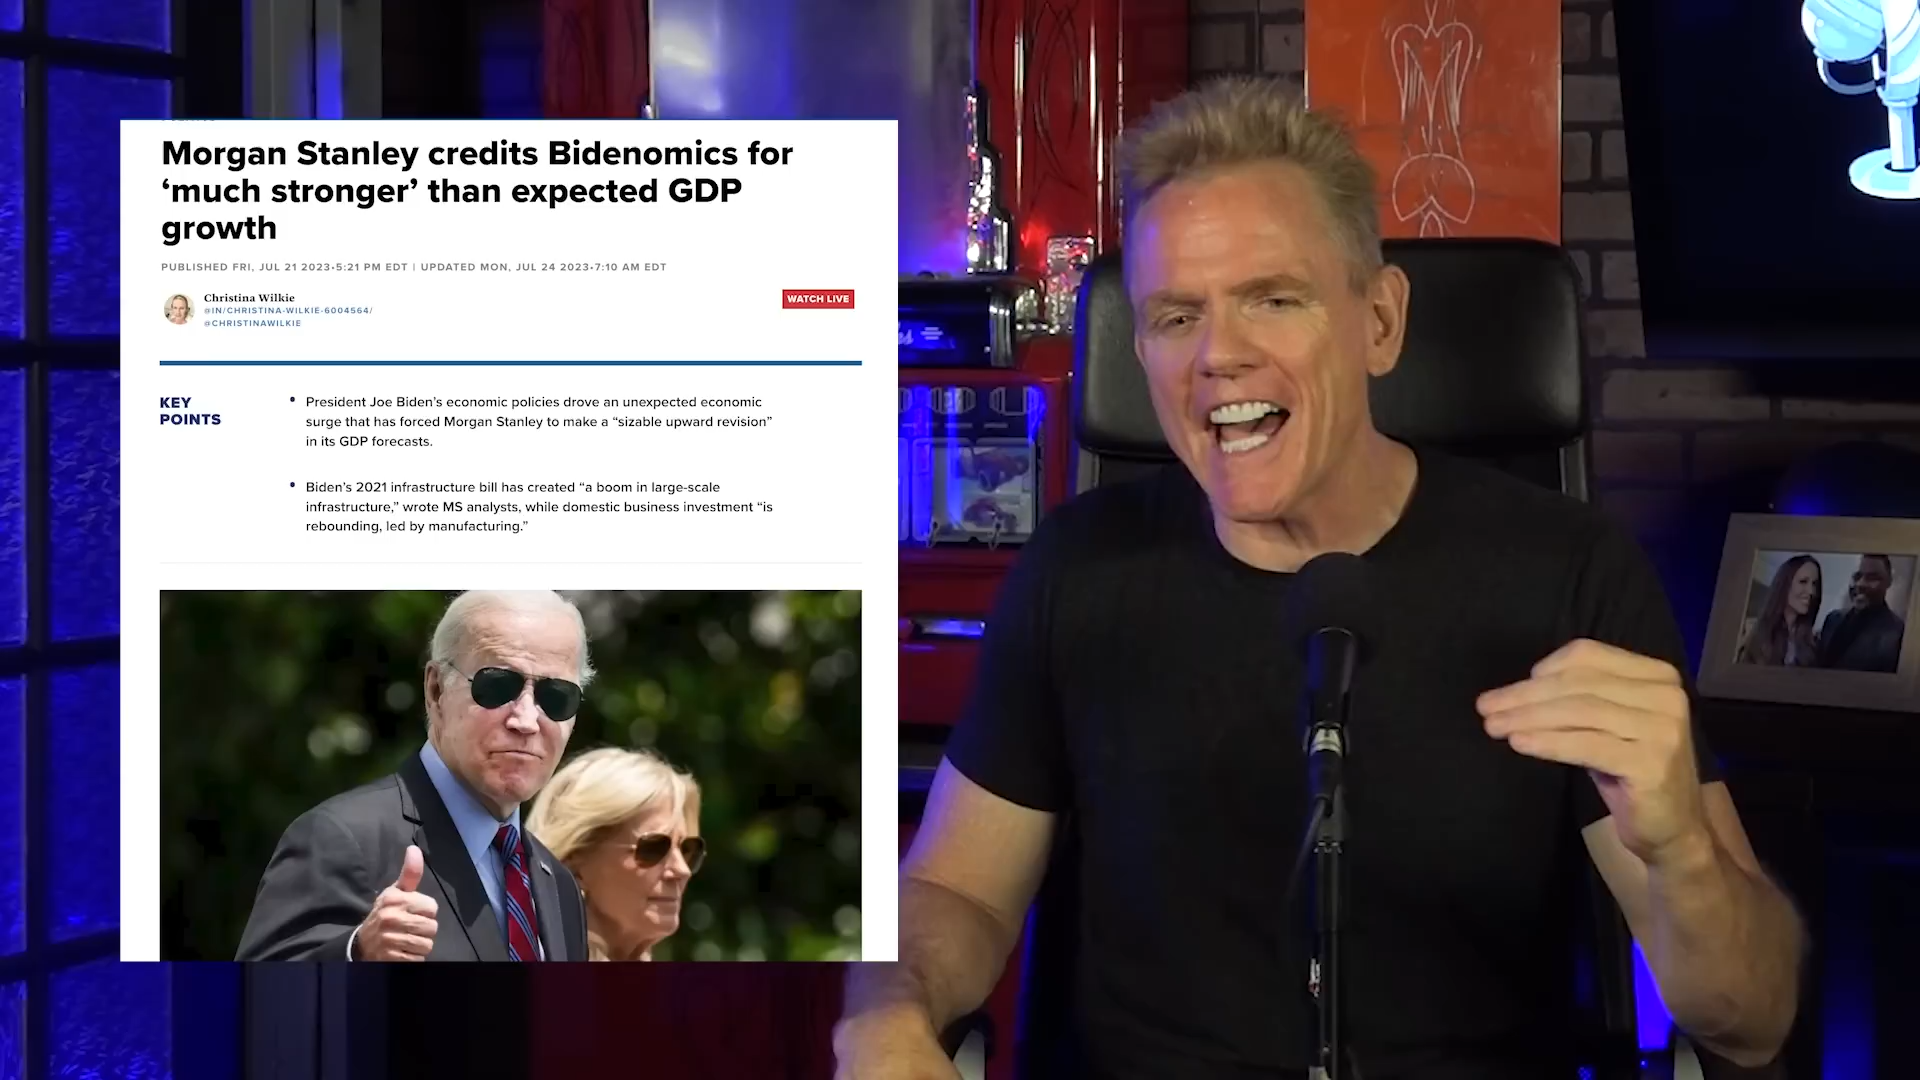 Morgan Stanley credits Bidenomics for
‘much stronger’ than expected GDP
growth
PUBLISHED FRI, JUL 21 2023•5:21 PM EDT | UPDATED MON, JUL 24 2023•7:10 AM EDT
Christina Wilkie
@IN/CHRISTINA-WILKIE-6004564/
@CHRISTINAWILKIE
WATCH LIVE
KEY
POINTS
• President Joe Biden’s economic policies drove an unexpected economic
surge that has forced Morgan Stanley to make a “sizable upward revision”
in its GDP forecasts.
• Biden’s 2021 infrastructure bill has created “a boom in large-scale
infrastructure,” wrote MS analysts, while domestic business investment “is
rebounding, led by manufacturing.”